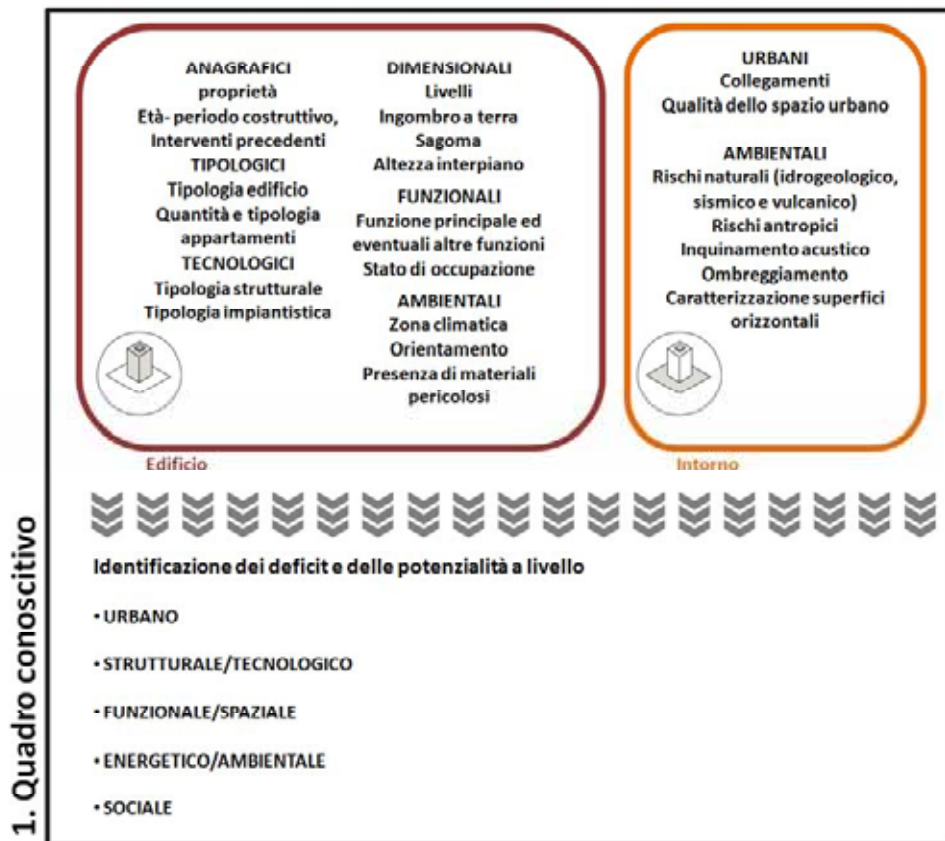 1. Quadro conoscitivo
ANAGRAFICI
proprietà
Età- periodo costruttivo,
Interventi precedenti
TIPOLOGICI
Tipologia edificio
Quantità e tipologia
appartamenti
TECNOLOGICI
Tipologia strutturale
Tipologia impiantistica
DIMENSIONALI
Livelli
Ingombro a terra
Sagoma
Altezza interpiano
FUNZIONALI
Funzione principale ed
eventuali altre funzioni
Stato di occupazione
AMBIENTALI
Zona climatica
Orientamento
Presenza di materiali
pericolosi
Edificio
URBANI
Collegamenti
Qualità dello spazio urbano
AMBIENTALI
Rischi naturali (idrogeologico,
sismico e vulcanico)
Rischi antropici
Inquinamento acustico
Ombreggiamento
Caratterizzazione superfici
orizzontali
Intorno
Identificazione dei deficit e delle potenzialità a livello
• URBANO
• STRUTTURALE/TECNOLOGICO
• FUNZIONALE/SPAZIALE
• ENERGETICO/AMBIENTALE
• SOCIALE